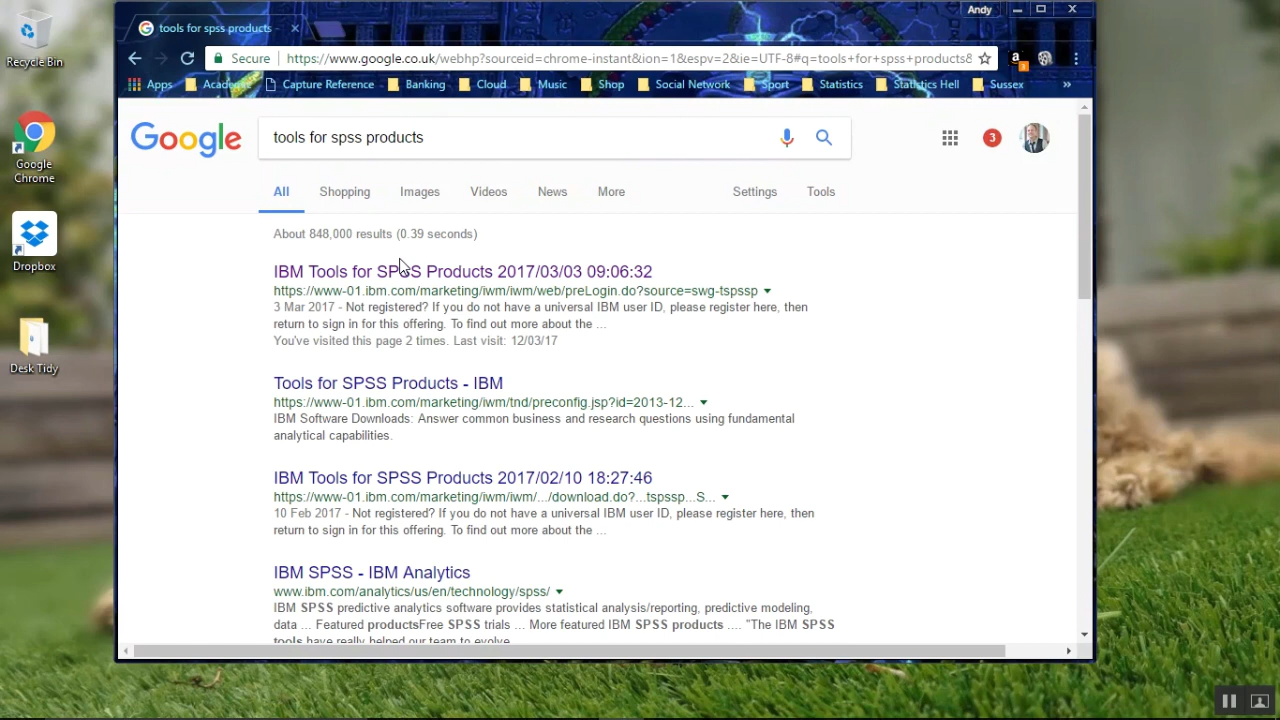 Recycle Bin
Google Chrome
Dropbox
Desk Tidy
tools for spss products
Andy
Secure
https://www.google.co.uk/webhp?sourceid=chrome-instant&ion=1&espv=2&ie=UTF-8#q=tools+for+spss+products8
Apps Academic Capture Reference Banking Cloud Music Shop Social Network Sport Statistics Statistics Hell Sussex »
Google
tools for spss products
3
All Shopping Images Videos News More Settings Tools
About 848,000 results (0.39 seconds)
IBM Tools for SPSS Products 2017/03/03 09:06:32
https://www-01.ibm.com/marketing/iwm/iwm/web/preLogin.do?source=swg-tspssp
3 Mar 2017 - Not registered? If you do not have a universal IBM user ID, please register here, then
return to sign in for this offering. To find out more about the ...
You've visited this page 2 times. Last visit: 12/03/17
Tools for SPSS Products - IBM
https://www-01.ibm.com/marketing/iwm/tnd/preconfig.jsp?id=2013-12...
IBM Software Downloads: Answer common business and research questions using fundamental
analytical capabilities.
IBM Tools for SPSS Products 2017/02/10 18:27:46
https://www-01.ibm.com/marketing/iwm/iwm/.../download.do?...tspssp...S...
10 Feb 2017 - Not registered? If you do not have a universal IBM user ID, please register here, then
return to sign in for this offering. To find out more about the ...
IBM SPSS - IBM Analytics
www.ibm.com/analytics/us/en/technology/spss/
IBM SPSS predictive analytics software provides statistical analysis/reporting, predictive modeling,
data ... Featured productsFree SPSS trials ... More featured IBM SPSS products .... "The IBM SPSS
tools have really helped our team to evolve